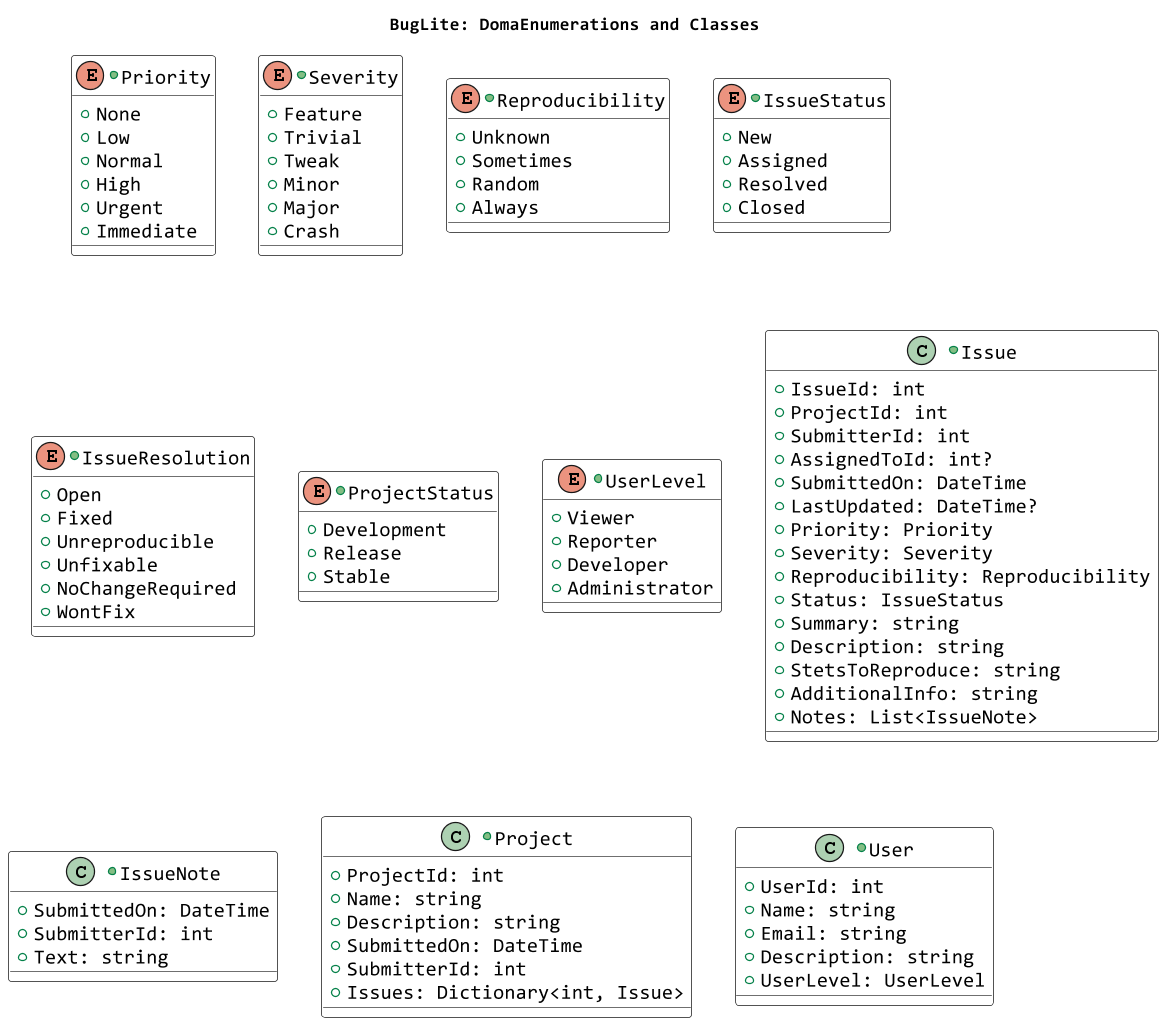 BugLite: DomaEnumerations and Classes
E Priority
None
Low
Normal
High
Urgent
Immediate
E Severity
Feature
Trivial
Tweak
Minor
Major
Crash
E Reproducibility
Unknown
Sometimes
Random
Always
E IssueStatus
New
Assigned
Resolved
Closed
E IssueResolution
Open
Fixed
Unreproducible
Unfixable
NoChangeRequired
WontFix
E ProjectStatus
Development
Release
Stable
E UserLevel
Viewer
Reporter
Developer
Administrator
C Issue
IssueId: int
ProjectId: int
SubmitterId: int
AssignedToId: int?
SubmittedOn: DateTime
LastUpdated: DateTime?
Priority: Priority
Severity: Severity
Reproducibility: Reproducibility
Status: IssueStatus
Summary: string
Description: string
StetsToReproduce: string
AdditionalInfo: string
Notes: List<IssueNote>
C IssueNote
SubmittedOn: DateTime
SubmitterId: int
Text: string
C Project
ProjectId: int
Name: string
Description: string
SubmittedOn: DateTime
SubmitterId: int
Issues: Dictionary<int, Issue>
C User
UserId: int
Name: string
Email: string
Description: string
UserLevel: UserLevel